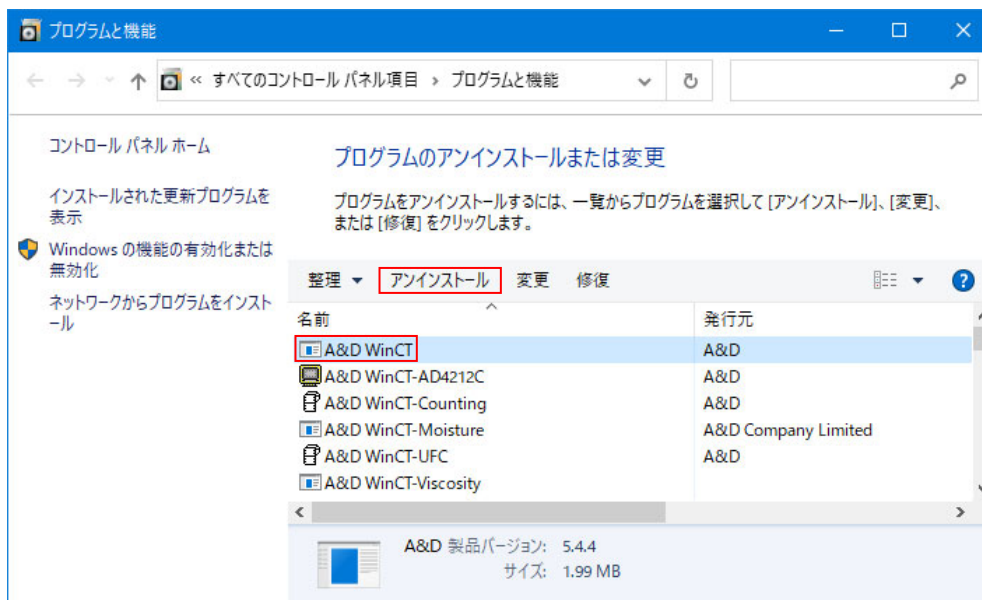 プログラムと機能
« すべてのコントロール パネル項目 › プログラムと機能
コントロール パネル ホーム
インストールされた更新プログラムを
表示
Windows の機能の有効化または
無効化
ネットワークからプログラムをインスト
ール
プログラムのアンインストールまたは変更
プログラムをアンインストールするには、一覧からプログラムを選択して [アンインストール]、[変更]、
または [修復] をクリックします。
整理 アンインストール 変更 修復
名前 発行元
A&D WinCT A&D
A&D WinCT-AD4212C A&D
A&D WinCT-Counting A&D
A&D WinCT-Moisture A&D Company Limited
A&D WinCT-UFC A&D
A&D WinCT-Viscosity
A&D 製品バージョン: 5.4.4
サイズ: 1.99 MB